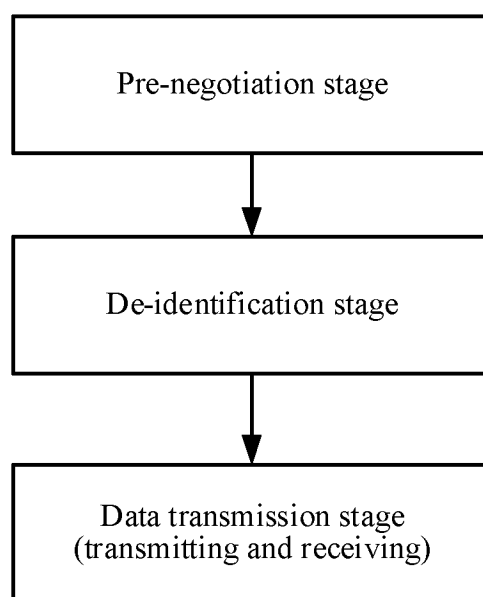 Pre-negotiation stage
De-identification stage
Data transmission stage
(transmitting and receiving)